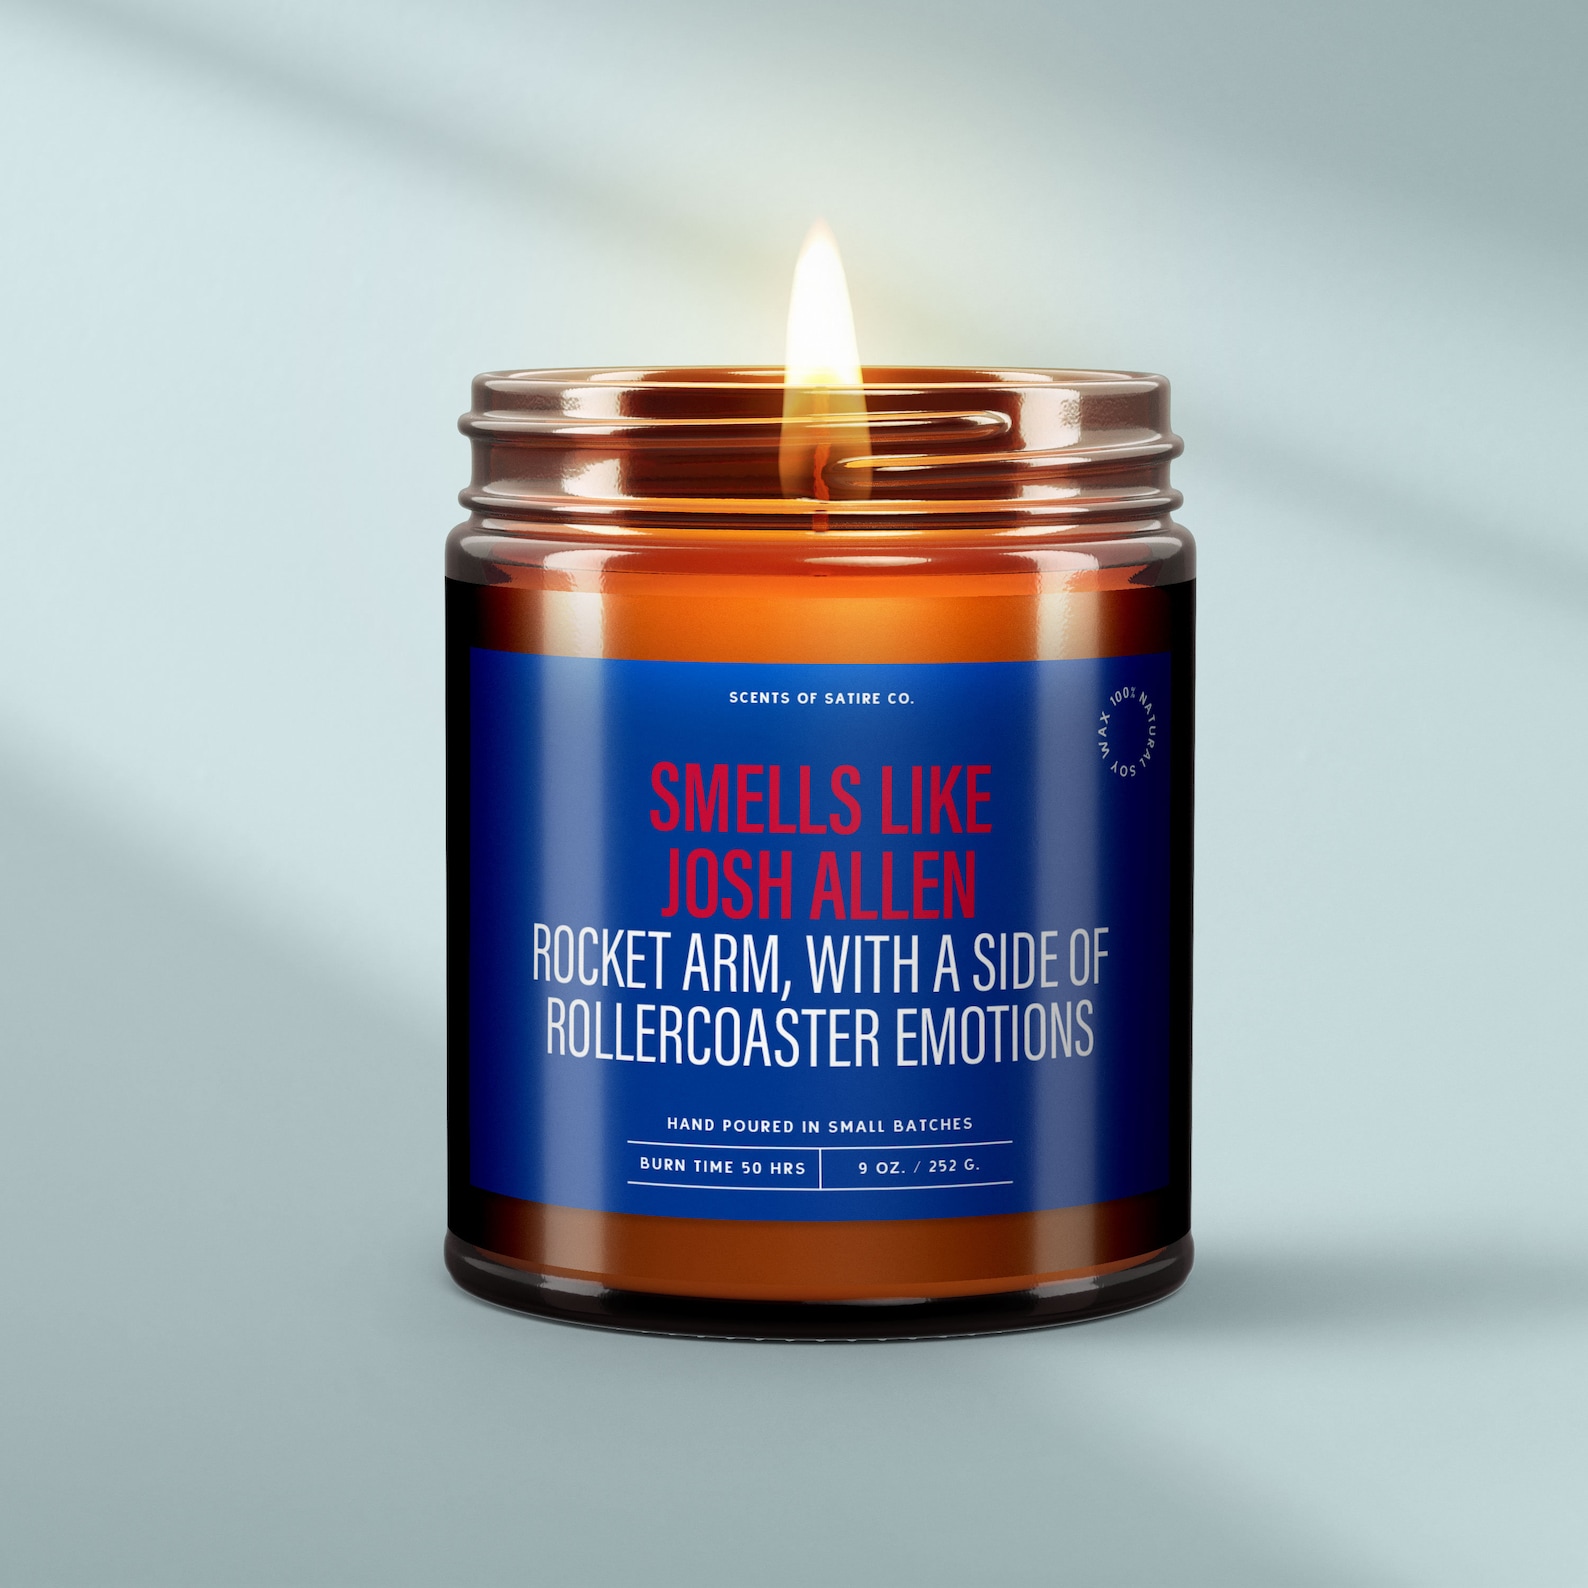 SCENTS OF SATIRE CO.
100% NATURAL SOY WAX
SMELLS LIKE
JOSH ALLEN
ROCKET ARM, WITH A SIDE OF
ROLLERCOASTER EMOTIONS
HAND POURED IN SMALL BATCHES
BURN TIME 50 HRS
9 OZ. / 252 G.